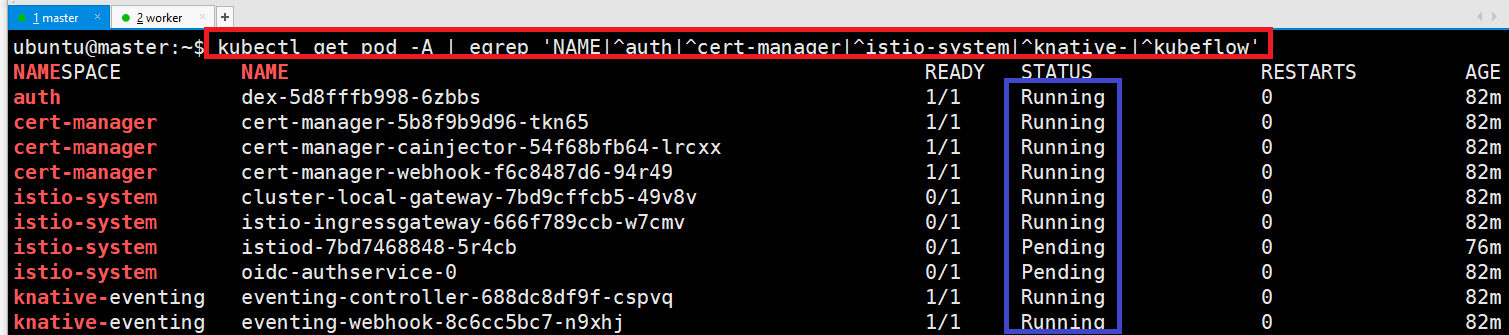 1 master × 2 worker × +
ubuntu@master:~$ kubectl get pod -A | egrep 'NAME|^auth|^cert-manager|^istio-system|^knative-|^kubeflow'
NAMESPACE NAME READY STATUS RESTARTS AGE
auth dex-5d8fffb998-6zbbs 1/1 Running 0 82m
cert-manager cert-manager-5b8f9b9d96-tkn65 1/1 Running 0 82m
cert-manager cert-manager-cainjector-54f68bfb64-lrcxx 1/1 Running 0 82m
cert-manager cert-manager-webhook-f6c8487d6-94r49 1/1 Running 0 82m
istio-system cluster-local-gateway-7bd9cffcb5-49v8v 0/1 Running 0 82m
istio-system istio-ingressgateway-666f789ccb-w7cmv 0/1 Running 0 82m
istio-system istiod-7bd7468848-5r4cb 0/1 Pending 0 76m
istio-system oidc-authservice-0 0/1 Pending 0 82m
knative-eventing eventing-controller-688dc8df9f-cspvq 1/1 Running 0 82m
knative-eventing eventing-webhook-8c6cc5bc7-n9xhj 1/1 Running 0 82m